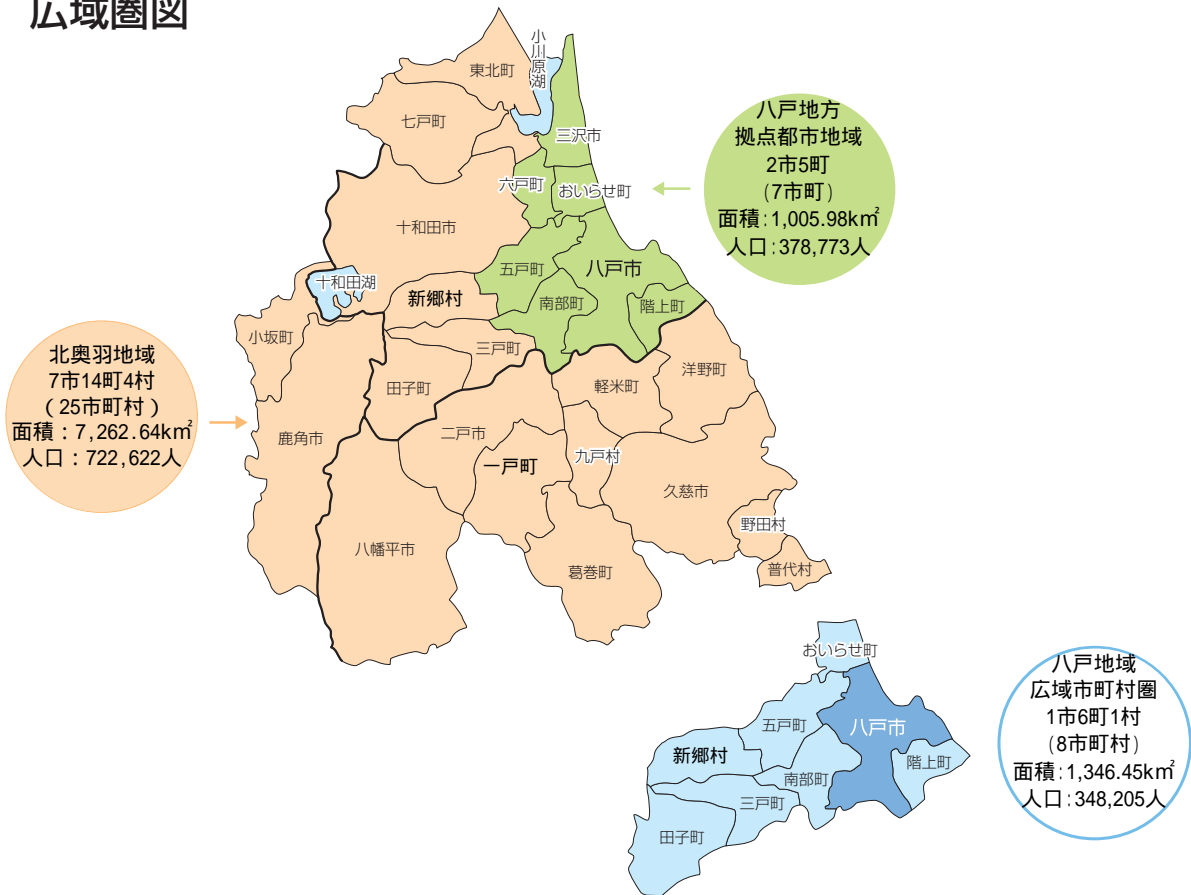 広域圏図
小川原湖
東北町
七戸町
三沢市
六戸町
おいらせ町
十和田市
五戸町
八戸市
十和田湖
新郷村
南部町
階上町
小坂町
三戸町
田子町
軽米町
洋野町
鹿角市
二戸市
一戸町
九戸村
久慈市
野田村
八幡平市
葛巻町
普代村
八戸地方
拠点都市地域
2市5町
(7市町)
面積:1,005.98k㎡
人口:378,773人
北奥羽地域
7市14町4村
(25市町村)
面積:7,262.64k㎡
人口:722,622人
おいらせ町
五戸町
八戸市
新郷村
階上町
南部町
三戸町
田子町
八戸地域
広域市町村圏
1市6町1村
(8市町村)
面積:1,346.45k㎡
人口:348,205人